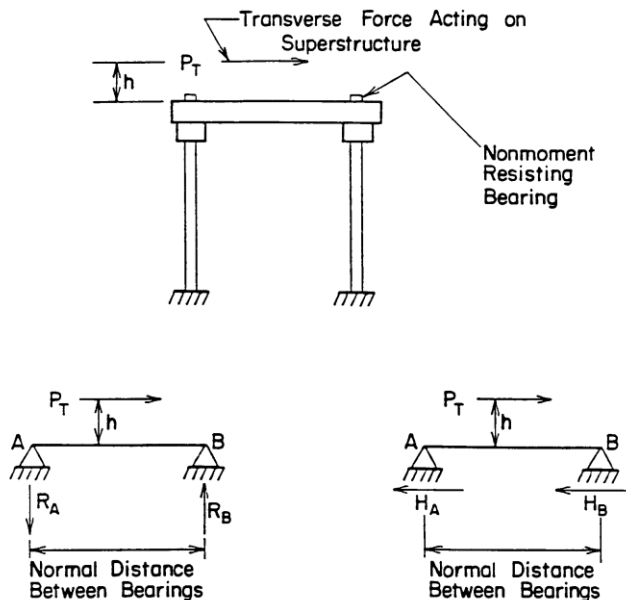 Transverse Force Acting on
Superstructure
P_T
h
Nonmoment
Resisting
Bearing
P_T
h
A
B
R_A
R_B
Normal Distance
Between Bearings
P_T
h
A
B
H_A
H_B
Normal Distance
Between Bearings